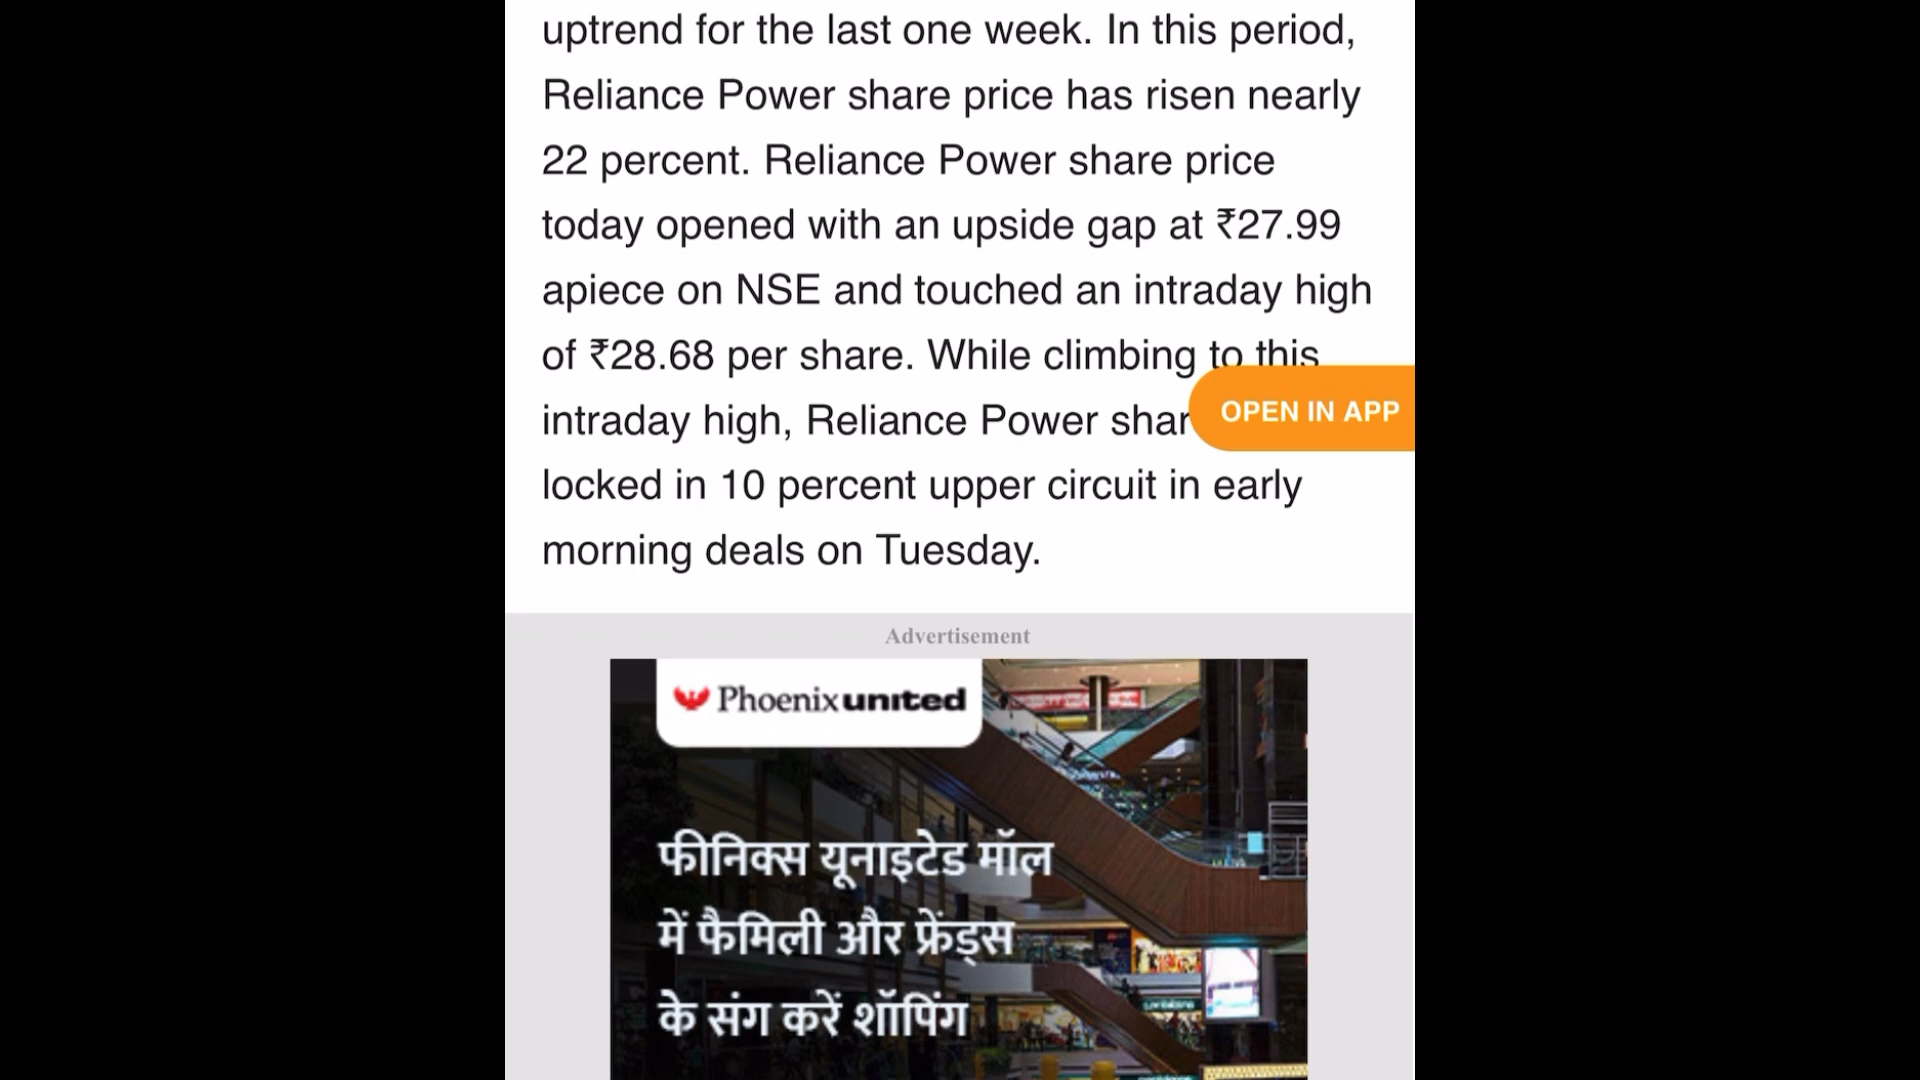 uptrend for the last one week. In this period,
Reliance Power share price has risen nearly
22 percent. Reliance Power share price
today opened with an upside gap at ₹27.99
apiece on NSE and touched an intraday high
of ₹28.68 per share. While climbing to this
intraday high, Reliance Power shar
OPEN IN APP
locked in 10 percent upper circuit in early
morning deals on Tuesday.
Advertisement
Phoenixunited
फीनिक्स यूनाइटेड मॉल
में फैमिली और फ्रेंड्स
के संग करें शॉपिंग